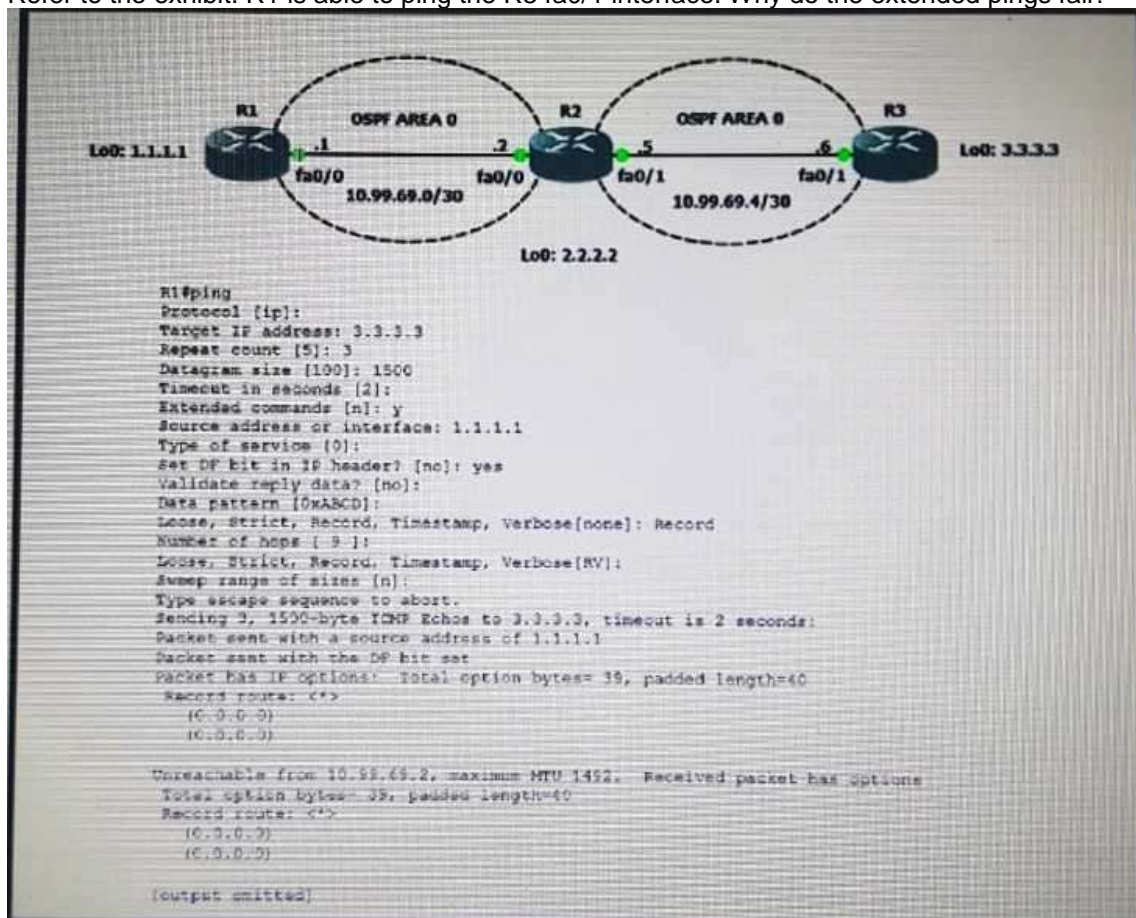 Refer to the exhibit. R1 is able to ping the R3 fa0/1 interface. Why do the extended pings fail?
R1 OSPF AREA 0 R2 OSPF AREA 0 R3
Lo0: 1.1.1.1 .1 .2 .5 .6 Lo0: 3.3.3.3
fa0/0 fa0/0 fa0/1 fa0/1
10.99.69.0/30 10.99.69.4/30
Lo0: 2.2.2.2
R1#ping
Protocol [ip]:
Target IP address: 3.3.3.3
Repeat count [5]: 3
Datagram size [100]: 1500
Timeout in seconds [2]:
Extended commands [n]: y
Source address or interface: 1.1.1.1
Type of service [0]:
Set DF bit in IP header? [no]: yes
Validate reply data? [no]:
Data pattern [0xABCD]:
Loose, Strict, Record, Timestamp, Verbose[none]: Record
Number of hops [ 9 ]:
Loose, Strict, Record, Timestamp, Verbose[RV]:
Sweep range of sizes [n]:
Type escape sequence to abort.
Sending 3, 1500-byte ICMP Echos to 3.3.3.3, timeout is 2 seconds:
Packet sent with a source address of 1.1.1.1
Packet sent with the DF bit set
Packet has IP options: Total option bytes= 39, padded length=40
Record route: <*>
(0.0.0.0)
(0.0.0.0)
Unreachable from 10.99.69.2, maximum MTU 1492. Received packet has options
Total option bytes= 39, padded length=40
Record route: <*>
(0.0.0.0)
(0.0.0.0)
[output omitted]